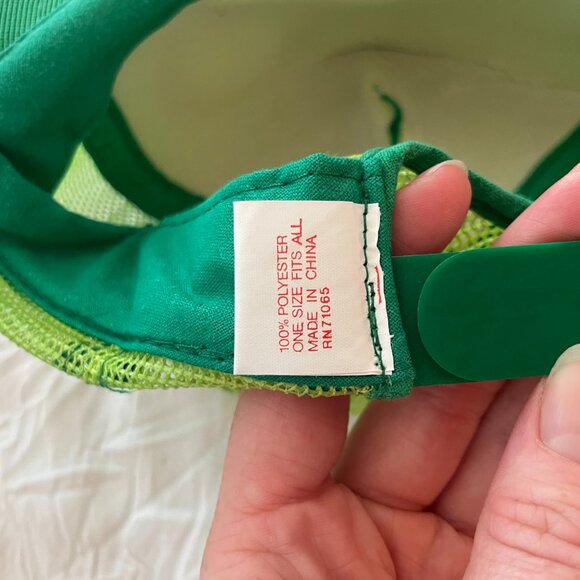 100% POLYESTER
ONE SIZE FITS ALL
MADE IN CHINA
RN71065